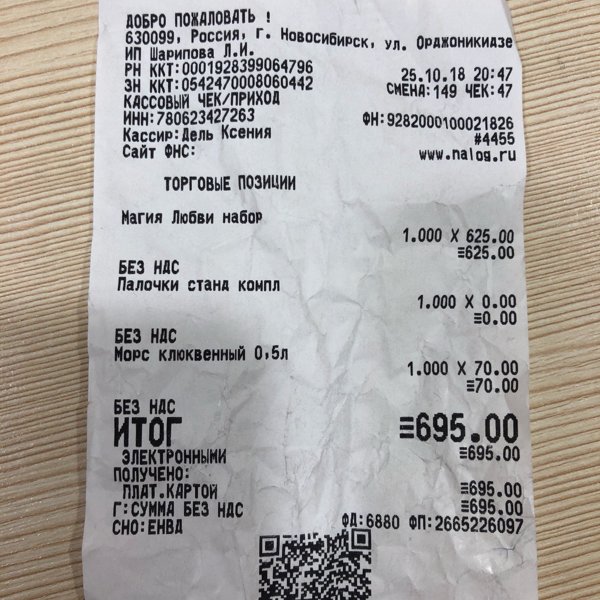 ДОБРО ПОЖАЛОВАТЬ !
630099, Россия, г. Новосибирск, ул. Орджоникидзе
ИП Шарипова Л.И.
РН ККТ:0001928399064796 25.10.18 20:47
ЗН ККТ:0542470008060442 СМЕНА:149 ЧЕК:47
КАССОВЫЙ ЧЕК/ПРИХОД
ИНН:780623427263 ФН:9282000100021826
Кассир:Дель Ксения #4455
Сайт ФНС: www.nalog.ru
ТОРГОВЫЕ ПОЗИЦИИ
Магия Любви набор
1.000 X 625.00
≡625.00
БЕЗ НДС
Палочки станд компл
1.000 X 0.00
≡0.00
БЕЗ НДС
Морс клюквенный 0,5л
1.000 X 70.00
≡70.00
БЕЗ НДС
ИТОГ ≡695.00
ЭЛЕКТРОННЫМИ ≡695.00
ПОЛУЧЕНО:
ПЛАТ.КАРТОЙ ≡695.00
Г:СУММА БЕЗ НДС ≡695.00
СНО:ЕНВД ФД:6880 ФП:2665226097